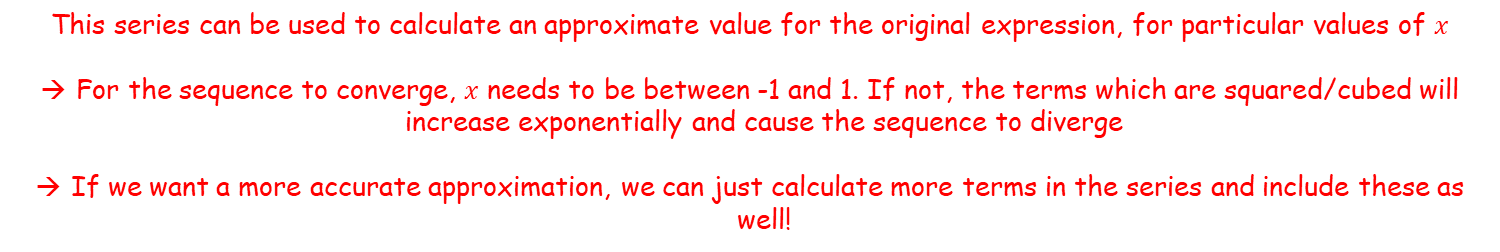 This series can be used to calculate an approximate value for the original expression, for particular values of 𝑥
→ For the sequence to converge, 𝑥 needs to be between -1 and 1. If not, the terms which are squared/cubed will
increase exponentially and cause the sequence to diverge
→ If we want a more accurate approximation, we can just calculate more terms in the series and include these as
well!